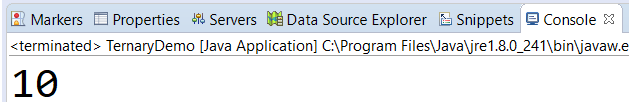 Markers Properties Servers Data Source Explorer Snippets Console
<terminated> TernaryDemo [Java Application] C:\Program Files\Java\jre1.8.0_241\bin\javaw.e
10